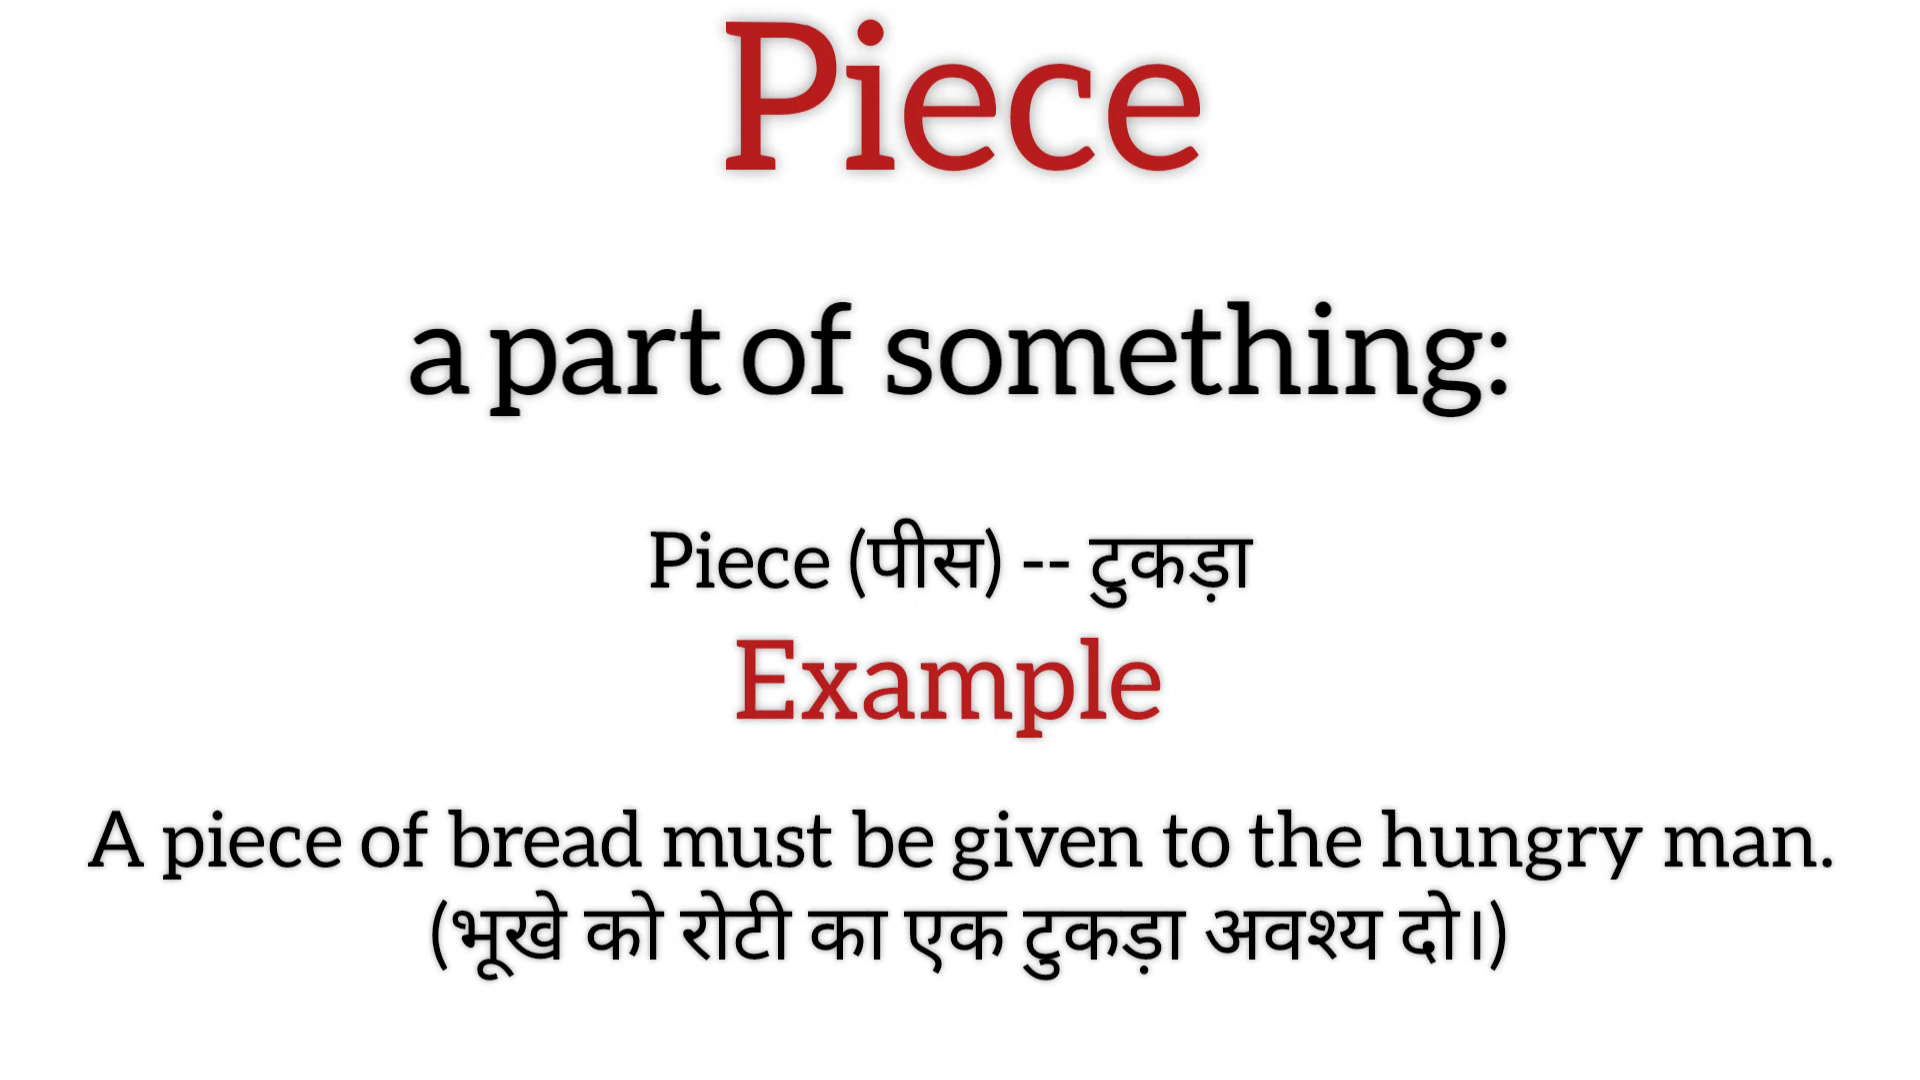 Piece
a part of something:
Piece (पीस) -- टुकड़ा
Example
A piece of bread must be given to the hungry man.
(भूखे को रोटी का एक टुकड़ा अवश्य दो।)